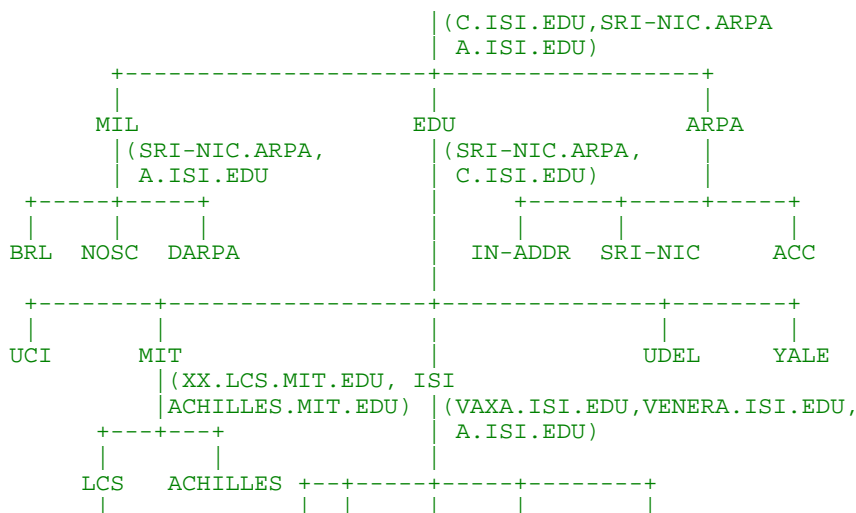 |(C.ISI.EDU,SRI-NIC.ARPA
| A.ISI.EDU)
+---------------------+------------------+
| | |
MIL EDU ARPA
|(SRI-NIC.ARPA, |(SRI-NIC.ARPA, |
| A.ISI.EDU | C.ISI.EDU) |
+-----+-----+ | +------+-----+-----+
| | | | | | |
BRL NOSC DARPA | IN-ADDR SRI-NIC ACC
|
+--------+------------------+---------------+--------+
| | | | |
UCI MIT | UDEL YALE
|(XX.LCS.MIT.EDU, ISI
|ACHILLES.MIT.EDU) |(VAXA.ISI.EDU,VENERA.ISI.EDU,
+---+---+ | A.ISI.EDU)
| | |
LCS ACHILLES +--+-----+-----+--------+
| | | | | |